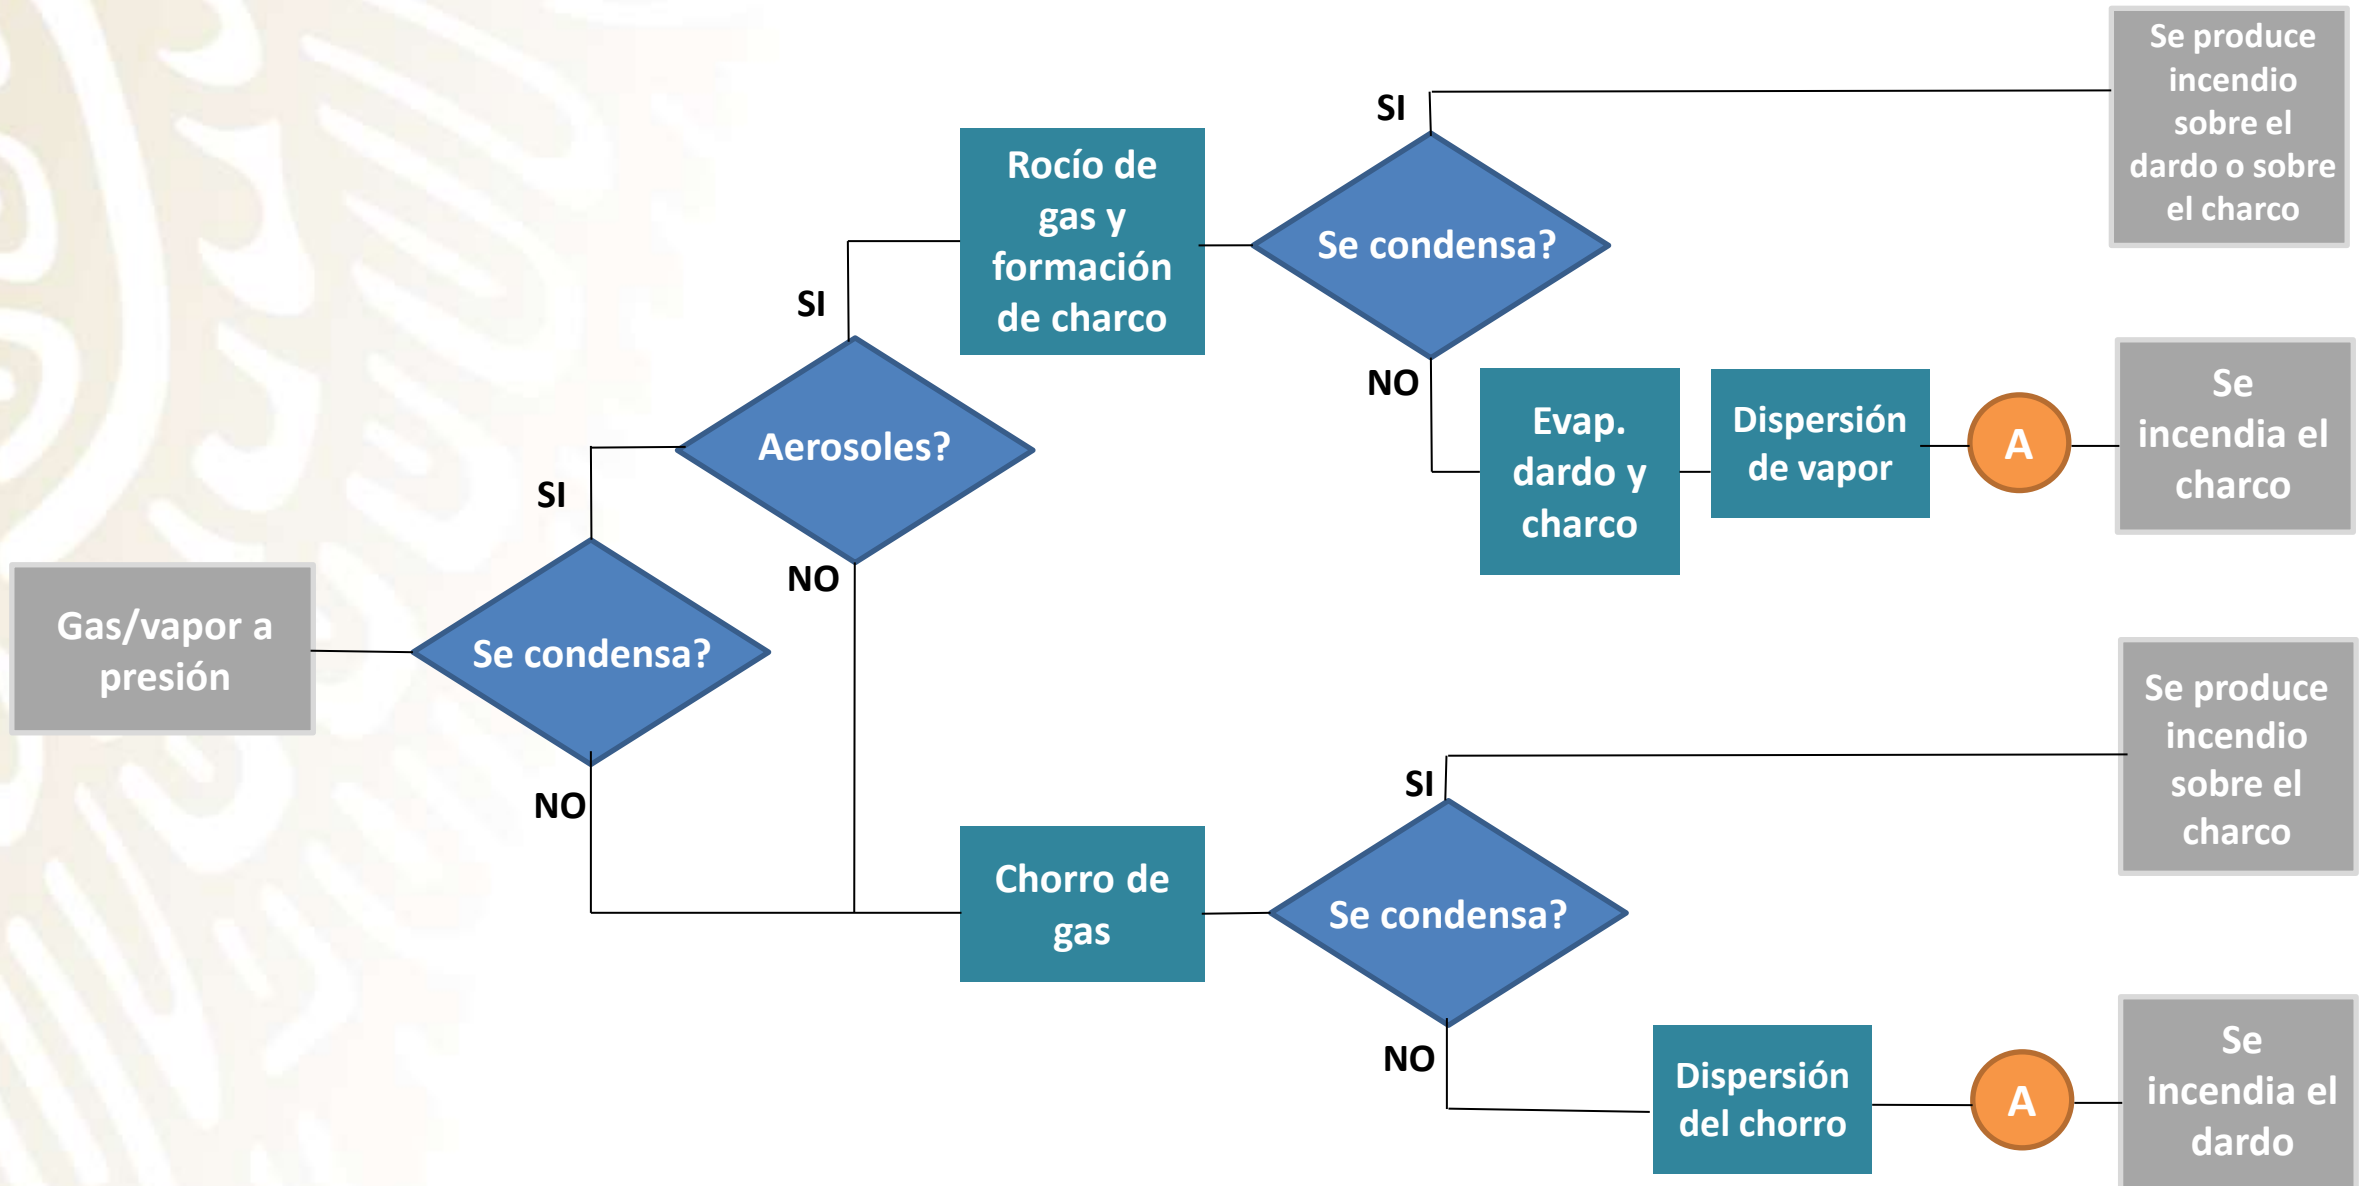 Gas/vapor a
presión
Se condensa?
SI
NO
Aerosoles?
SI
NO
Rocío de
gas y
formación
de charco
Se condensa?
SI
NO
Se produce
incendio
sobre el
dardo o sobre
el charco
Evap.
dardo y
charco
Dispersión
de vapor
A
Se
incendia el
charco
Chorro de
gas
Se condensa?
SI
NO
Se produce
incendio
sobre el
charco
Dispersión
del chorro
A
Se
incendia el
dardo